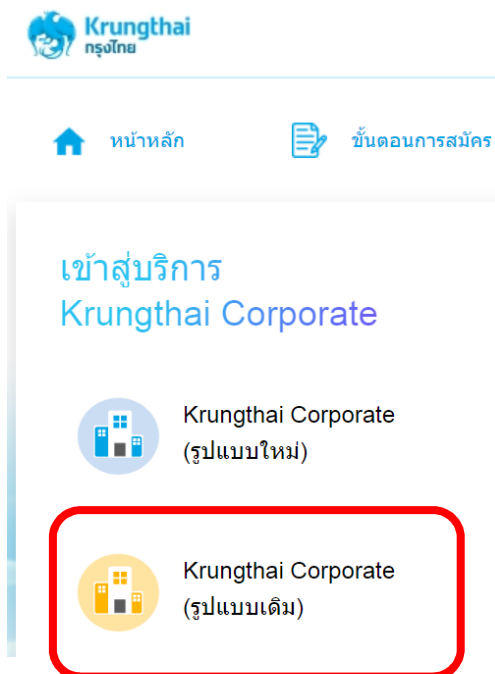 Krungthai
กรุงไทย
หน้าหลัก
ขั้นตอนการสมัคร
เข้าสู่บริการ
Krungthai Corporate
Krungthai Corporate
(รูปแบบใหม่)
Krungthai Corporate
(รูปแบบเดิม)